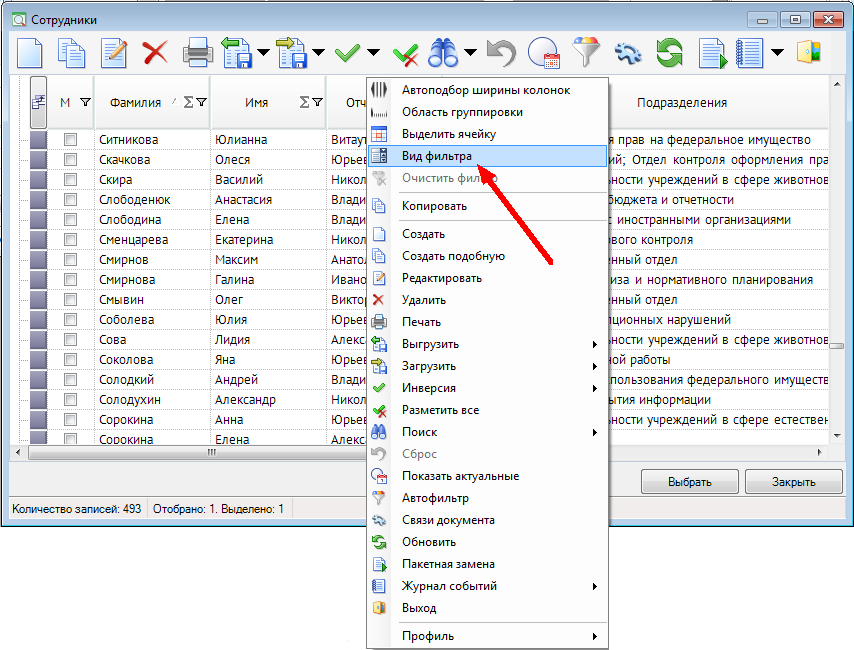 Сотрудники
М Фамилия Имя Отч Подразделения
Ситникова Юлианна Витаут я прав на федеральное имущество
Скачкова Олеся Юрьев ий; Отдел контроля оформления пра
Скира Василий Никол ьности учреждений в сфере животнов
Слободенюк Анастасия Влади бюджета и отчетности
Слободина Елена Влади с иностранными организациями
Сменцарева Екатерина Никол ового контроля
Смирнов Максим Анатол енный отдел
Смирнова Галина Ивано иза и нормативного планирования
Смывин Олег Виктор енный отдел
Соболева Юлия Юрьев ционных нарушений
Сова Лидия Алекс ьности учреждений в сфере животнов
Соколова Яна Юрьев ной работы
Солодкий Андрей Влади пользования федерального имуществ
Солодухин Александр Никол ытия информации
Сорокина Анна Юрьев ьности учреждений в сфере естествен
Сорокина Елена Алекс
Автоподбор ширины колонок
Область группировки
Выделить ячейку
Вид фильтра
Очистить фильтр
Копировать
Создать
Создать подобную
Редактировать
Удалить
Печать
Выгрузить
Загрузить
Инверсия
Разметить все
Поиск
Сброс
Показать актуальные
Автофильтр
Связи документа
Обновить
Пакетная замена
Журнал событий
Выход
Профиль
Выбрать Закрыть
Количество записей: 493 Отобрано: 1. Выделено: 1